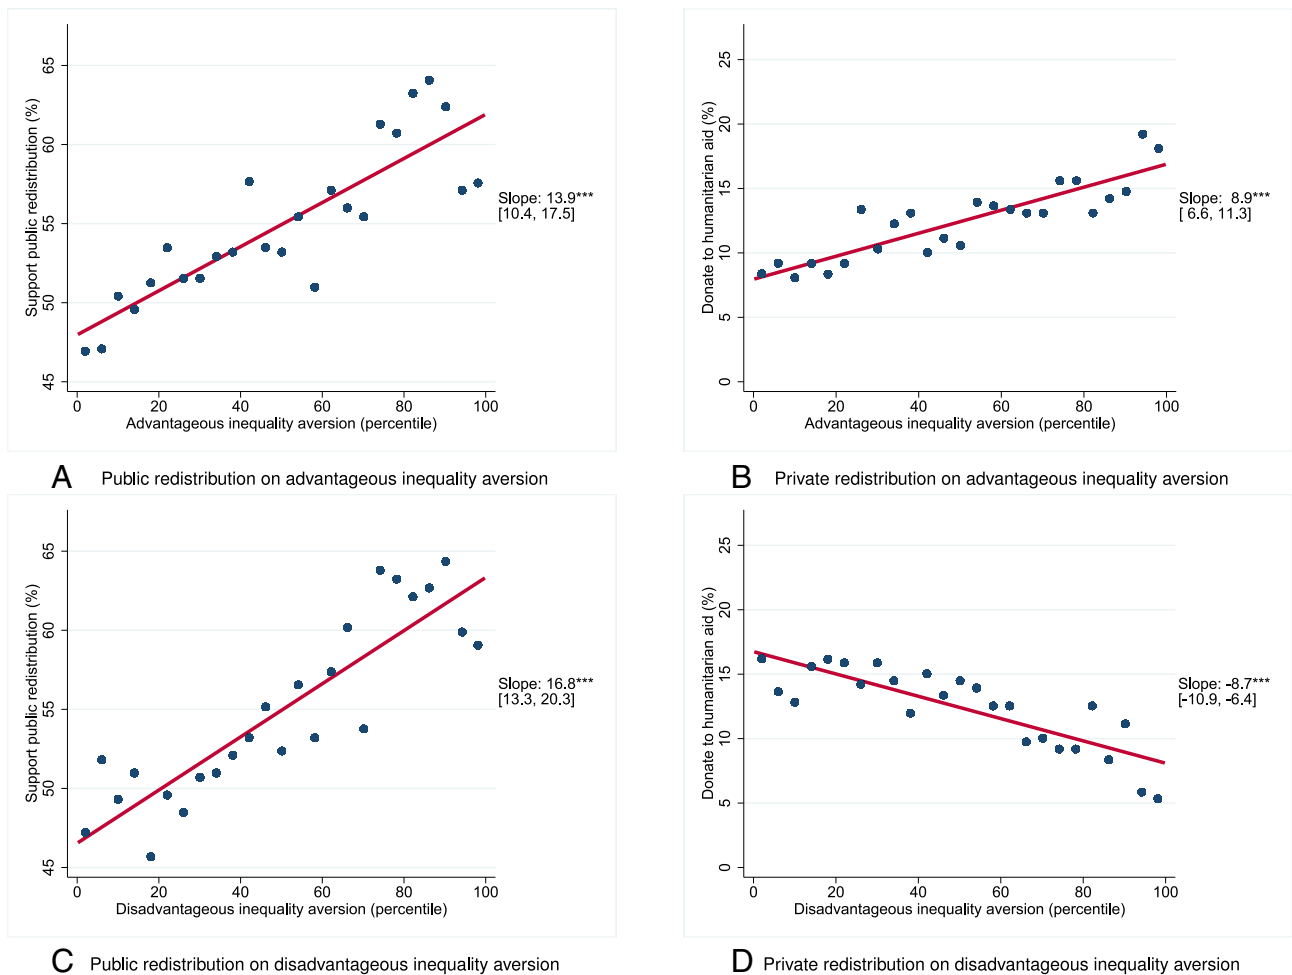 65
60
55
50
45
Support public redistribution (%)
0 20 40 60 80 100
Advantageous inequality aversion (percentile)
Slope: 13.9***
[10.4, 17.5]
A Public redistribution on advantageous inequality aversion
25
20
15
10
5
0
Donate to humanitarian aid (%)
0 20 40 60 80 100
Advantageous inequality aversion (percentile)
Slope: 8.9***
[ 6.6, 11.3]
B Private redistribution on advantageous inequality aversion
65
60
55
50
45
Support public redistribution (%)
0 20 40 60 80 100
Disadvantageous inequality aversion (percentile)
Slope: 16.8***
[13.3, 20.3]
C Public redistribution on disadvantageous inequality aversion
25
20
15
10
5
0
Donate to humanitarian aid (%)
0 20 40 60 80 100
Disadvantageous inequality aversion (percentile)
Slope: -8.7***
[-10.9, -6.4]
D Private redistribution on disadvantageous inequality aversion